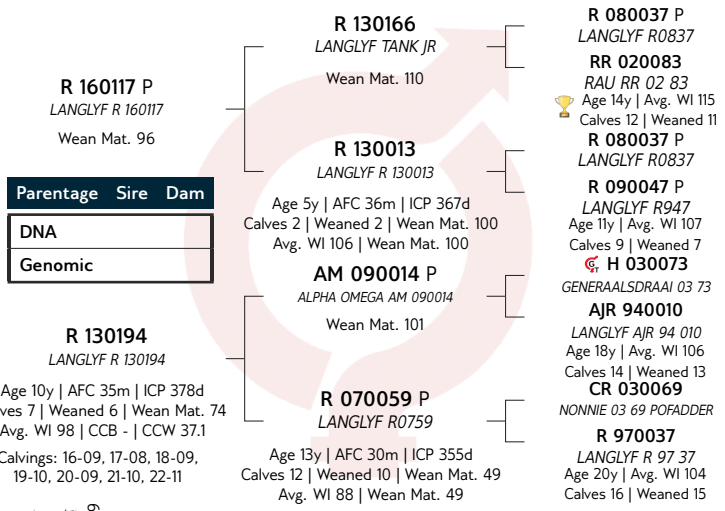 R 160117 P
LANGLYF R 160117
Wean Mat. 96
Parentage Sire Dam
DNA
Genomic
R 130194
LANGLYF R 130194
Age 10y | AFC 35m | ICP 378d
ves 7 | Weaned 6 | Wean Mat. 74
Avg. WI 98 | CCB - | CCW 37.1
Calvings: 16-09, 17-08, 18-09,
19-10, 20-09, 21-10, 22-11
R 130166
LANGLYF TANK JR
Wean Mat. 110
R 130013
LANGLYF R 130013
Age 5y | AFC 36m | ICP 367d
Calves 2 | Weaned 2 | Wean Mat. 100
Avg. WI 106 | Wean Mat. 100
AM 090014 P
ALPHA OMEGA AM 090014
Wean Mat. 101
R 070059 P
LANGLYF R0759
Age 13y | AFC 30m | ICP 355d
Calves 12 | Weaned 10 | Wean Mat. 49
Avg. WI 88 | Wean Mat. 49
R 080037 P
LANGLYF R0837
RR 020083
RAU RR 02 83
Age 14y | Avg. WI 115
Calves 12 | Weaned 11
R 080037 P
LANGLYF R0837
R 090047 P
LANGLYF R947
Age 11y | Avg. WI 107
Calves 9 | Weaned 7
H 030073
GENERAALSDRAAI 03 73
AJR 940010
LANGLYF AJR 94 010
Age 18y | Avg. WI 106
Calves 14 | Weaned 13
CR 030069
NONNIE 03 69 POFADDER
R 970037
LANGLYF R 97 37
Age 20y | Avg. WI 104
Calves 16 | Weaned 15